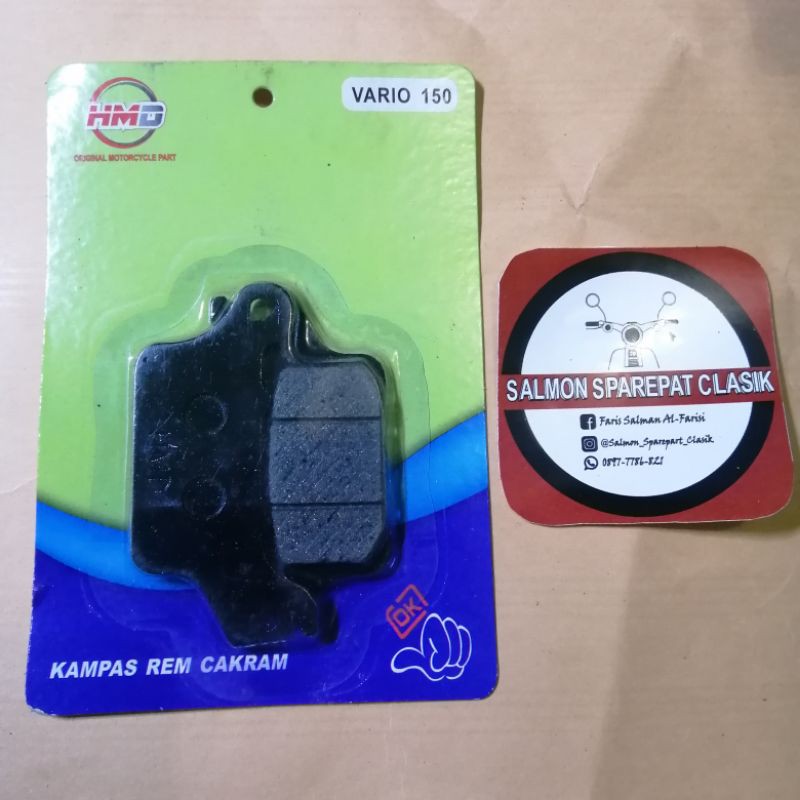 HMD
ORIGINAL MOTORCYCLE PART
VARIO 150
OK
KAMPAS REM CAKRAM
SALMON SPAREPAT CLASIK
Faris Salman Al-Farisi
@Salmon_Sparepart_Clasik
0897-7786-821